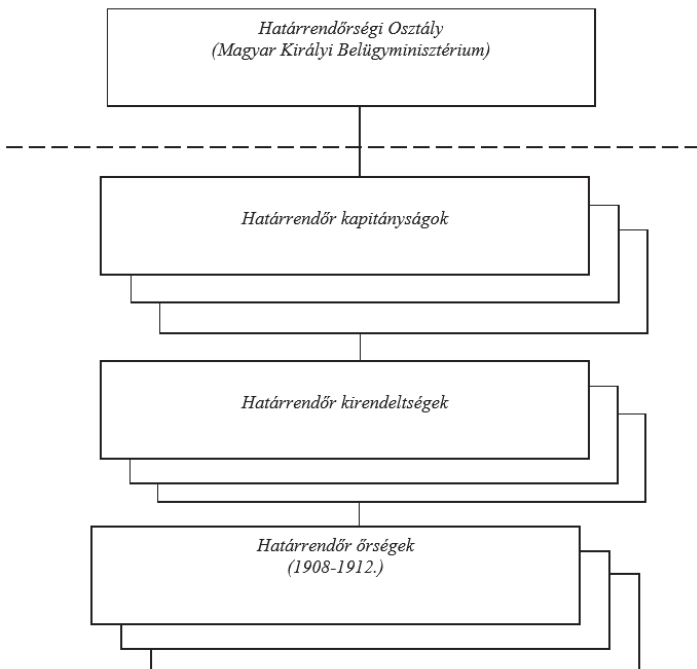 Határrendőrségi Osztály
(Magyar Királyi Belügyminisztérium)
Határrendőr kapitányságok
Határrendőr kirendeltségek
Határrendőr őrségek
(1908-1912.)